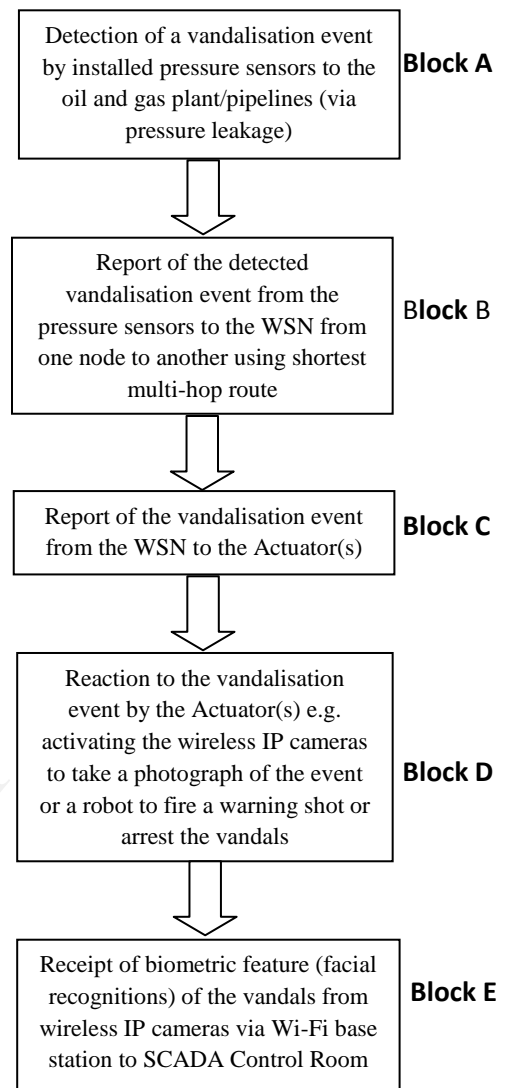 Detection of a vandalisation event
by installed pressure sensors to the
oil and gas plant/pipelines (via
pressure leakage)
Block A
Report of the detected
vandalisation event from the
pressure sensors to the WSN from
one node to another using shortest
multi-hop route
Block B
Report of the vandalisation event
from the WSN to the Actuator(s)
Block C
Reaction to the vandalisation
event by the Actuator(s) e.g.
activating the wireless IP cameras
to take a photograph of the event
or a robot to fire a warning shot or
arrest the vandals
Block D
Receipt of biometric feature (facial
recognitions) of the vandals from
wireless IP cameras via Wi-Fi base
station to SCADA Control Room
Block E